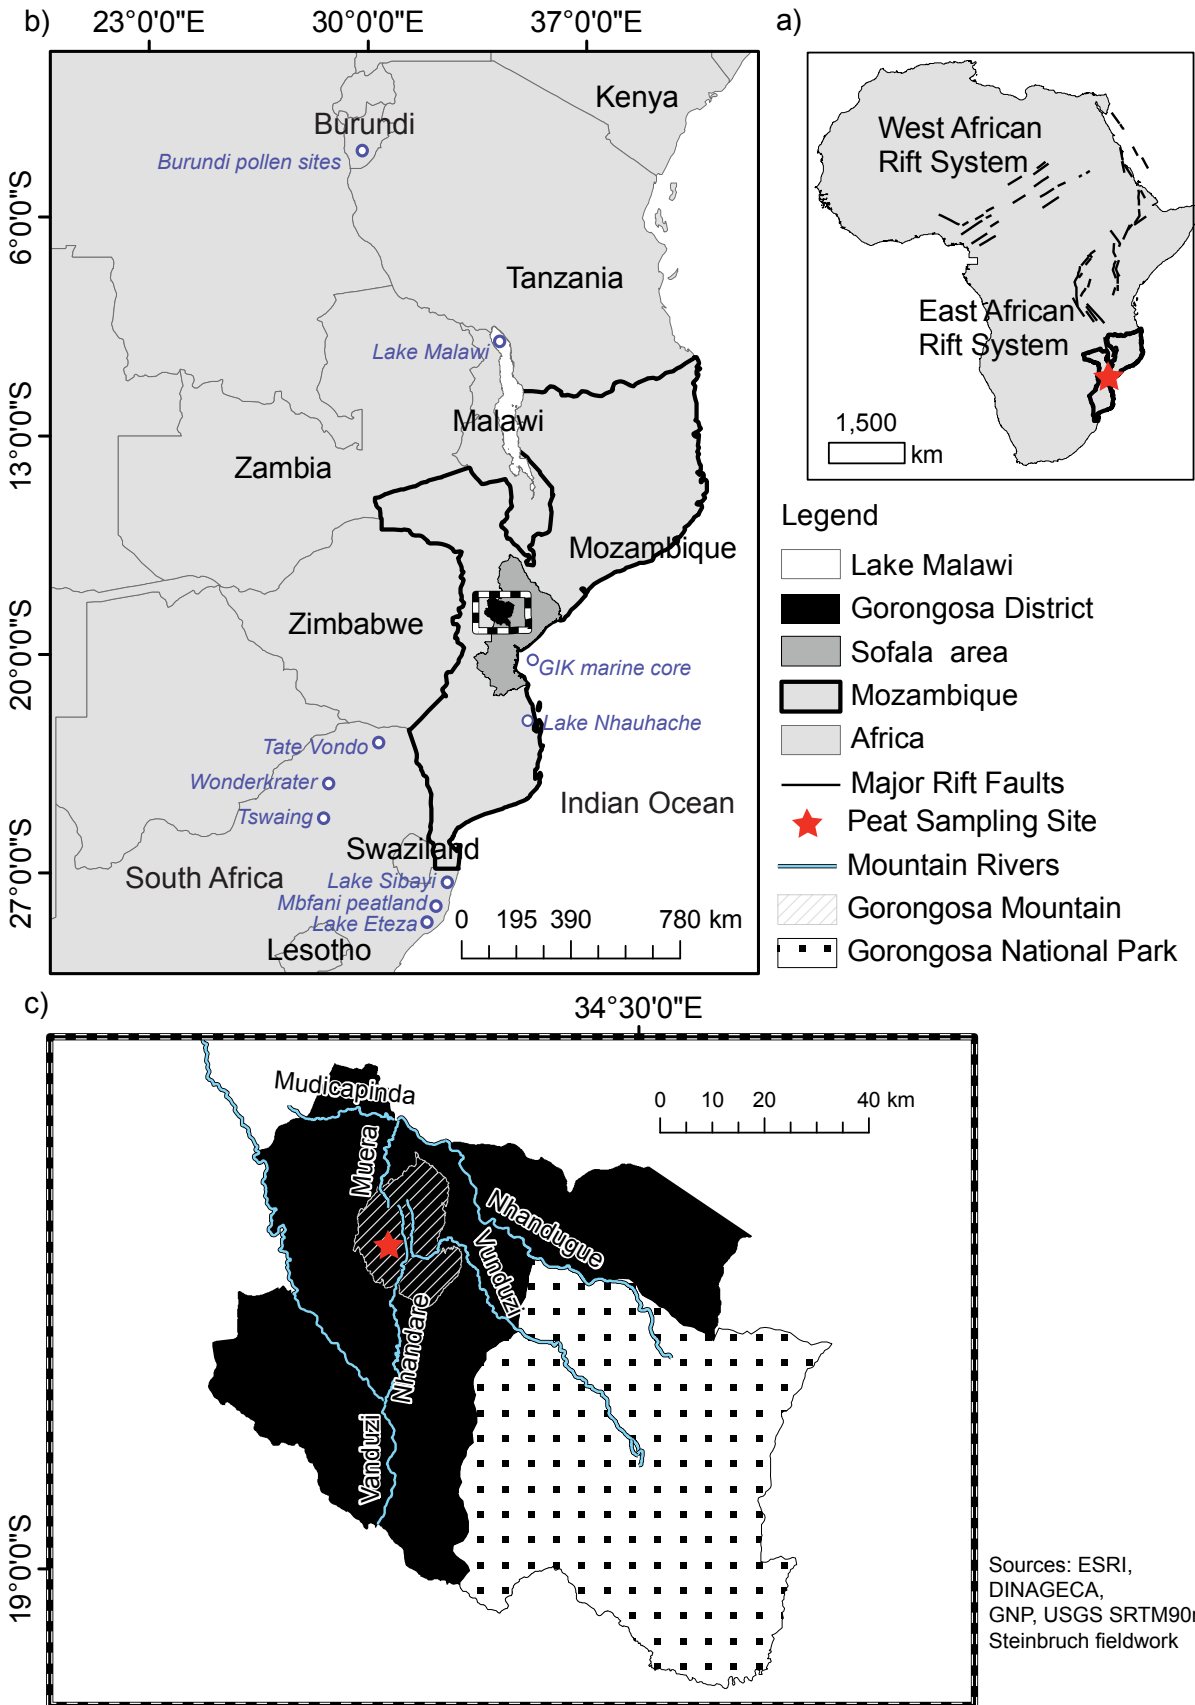 b)
23°0'0"E
30°0'0"E
37°0'0"E
a)
6°0'0"S
13°0'0"S
20°0'0"S
27°0'0"S
Kenya
Burundi
Burundi pollen sites
Tanzania
Lake Malawi
Malawi
Zambia
Mozambique
Zimbabwe
GIK marine core
Lake Nhauhache
Tate Vondo
Wonderkrater
Tswaing
Indian Ocean
Swaziland
South Africa
Lake Sibayi
Mbfani peatland
Lake Eteza
Lesotho
0 195 390 780 km
West African
Rift System
East African
Rift System
1,500
km
Legend
Lake Malawi
Gorongosa District
Sofala area
Mozambique
Africa
Major Rift Faults
Peat Sampling Site
Mountain Rivers
Gorongosa Mountain
Gorongosa National Park
c)
34°30'0"E
19°0'0"S
Mudicapinda
0 10 20 40 km
Muera
Nhandugue
Vunduzi
Nhandare
Vanduzi
Sources: ESRI,
DINAGECA,
GNP, USGS SRTM90
Steinbruch fieldwork